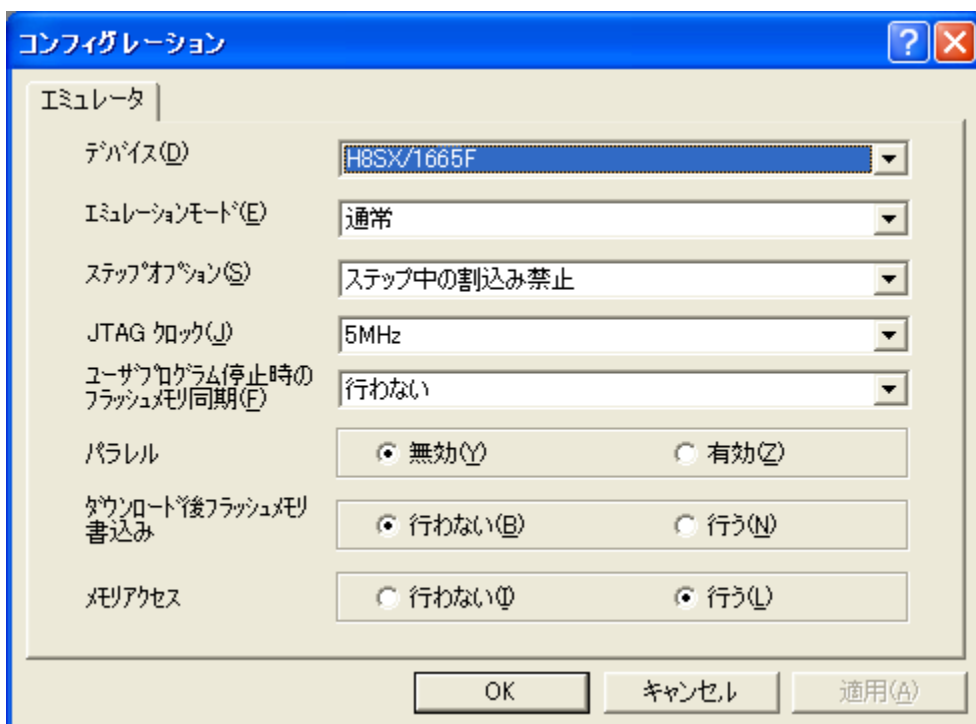 コンフィグレーション
エミュレータ
デバイス(D)
H8SX/1665F
エミュレーションモード(E)
通常
ステップオプション(S)
ステップ中の割込み禁止
JTAG クロック(J)
5MHz
ユーザプログラム停止時の
フラッシュメモリ同期(F)
行わない
パラレル
無効(Y)
有効(Z)
ダウンロード後フラッシュメモリ
書込み
行わない(B)
行う(N)
メモリアクセス
行わない(I)
行う(L)
OK
キャンセル
適用(A)